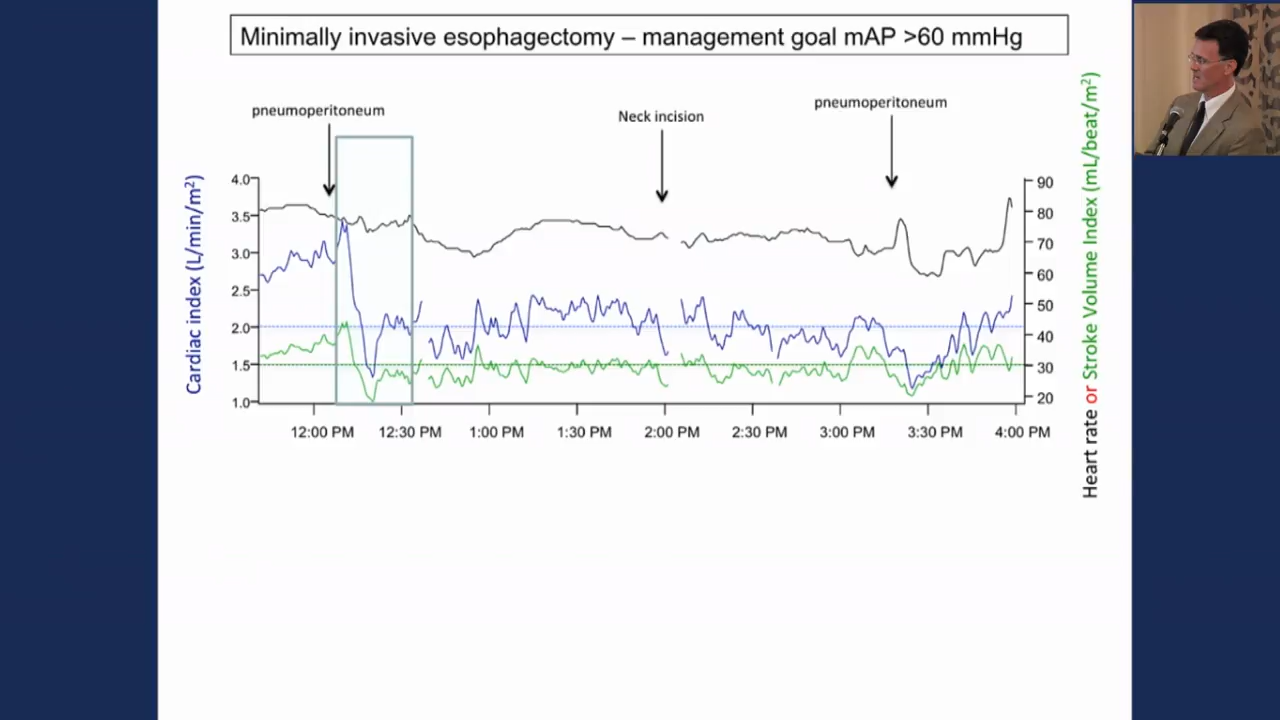 Minimally invasive esophagectomy – management goal mAP >60 mmHg
pneumoperitoneum
Neck incision
pneumoperitoneum
Cardiac index (L/min/m²)
4.0
3.5
3.0
2.5
2.0
1.5
1.0
90
80
70
60
50
40
30
20
Heart rate or Stroke Volume Index (mL/beat/m²)
12:00 PM 12:30 PM 1:00 PM 1:30 PM 2:00 PM 2:30 PM 3:00 PM 3:30 PM 4:00 PM